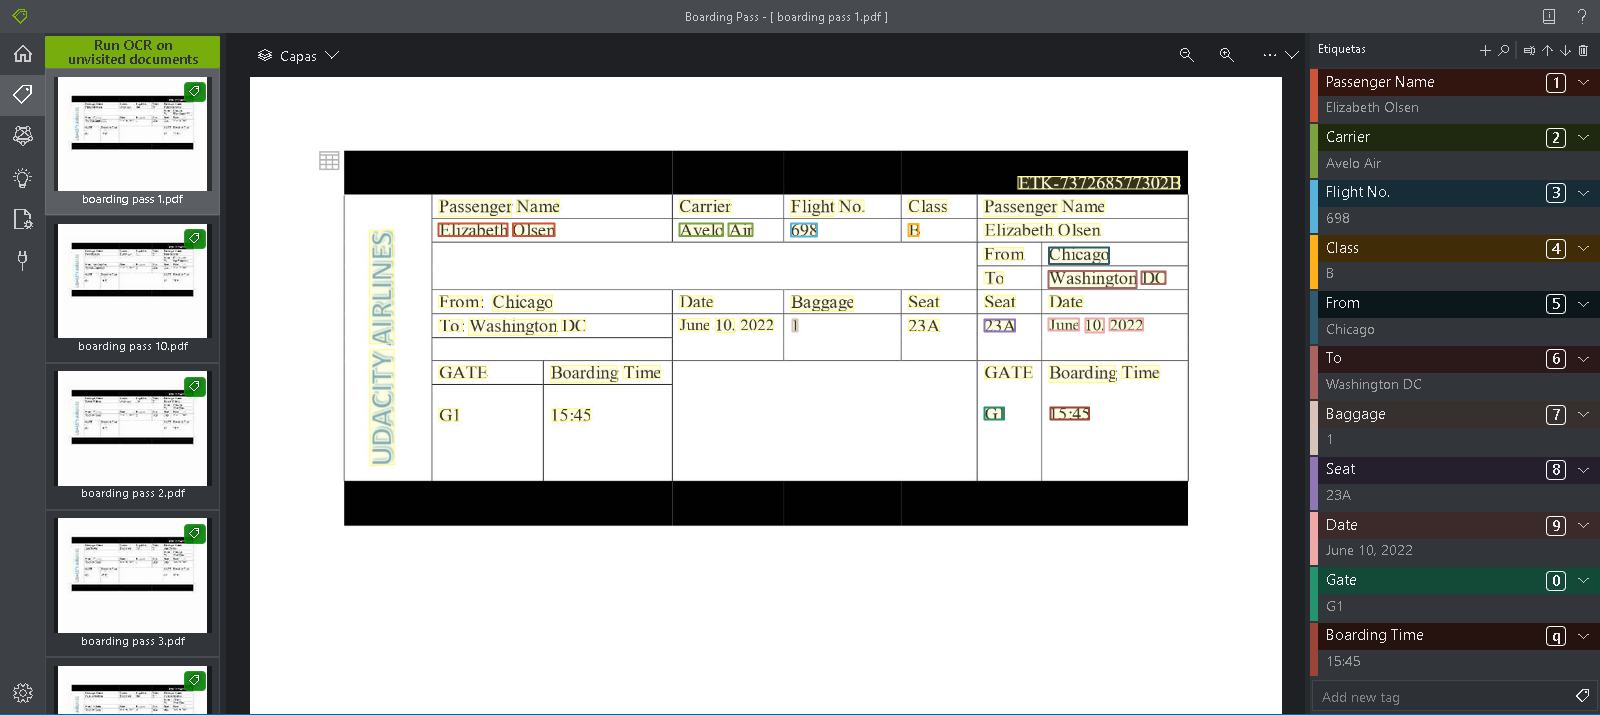 Boarding Pass - [ boarding pass 1.pdf ]
Run OCR on
unvisited documents
boarding pass 1.pdf
boarding pass 10.pdf
boarding pass 2.pdf
boarding pass 3.pdf
Capas
ETK-737268577302B
UDACITY AIRLINES
Passenger Name Carrier Flight No. Class Passenger Name
Elizabeth Olsen Avelo Air 698 B Elizabeth Olsen
From Chicago
To Washington DC
From: Chicago Date Baggage Seat Seat Date
To: Washington DC June 10, 2022 1 23A 23A June 10, 2022
GATE Boarding Time GATE Boarding Time
G1 15:45 G1 15:45
Etiquetas
Passenger Name 1
Elizabeth Olsen
Carrier 2
Avelo Air
Flight No. 3
698
Class 4
B
From 5
Chicago
To 6
Washington DC
Baggage 7
1
Seat 8
23A
Date 9
June 10, 2022
Gate 0
G1
Boarding Time q
15:45
Add new tag